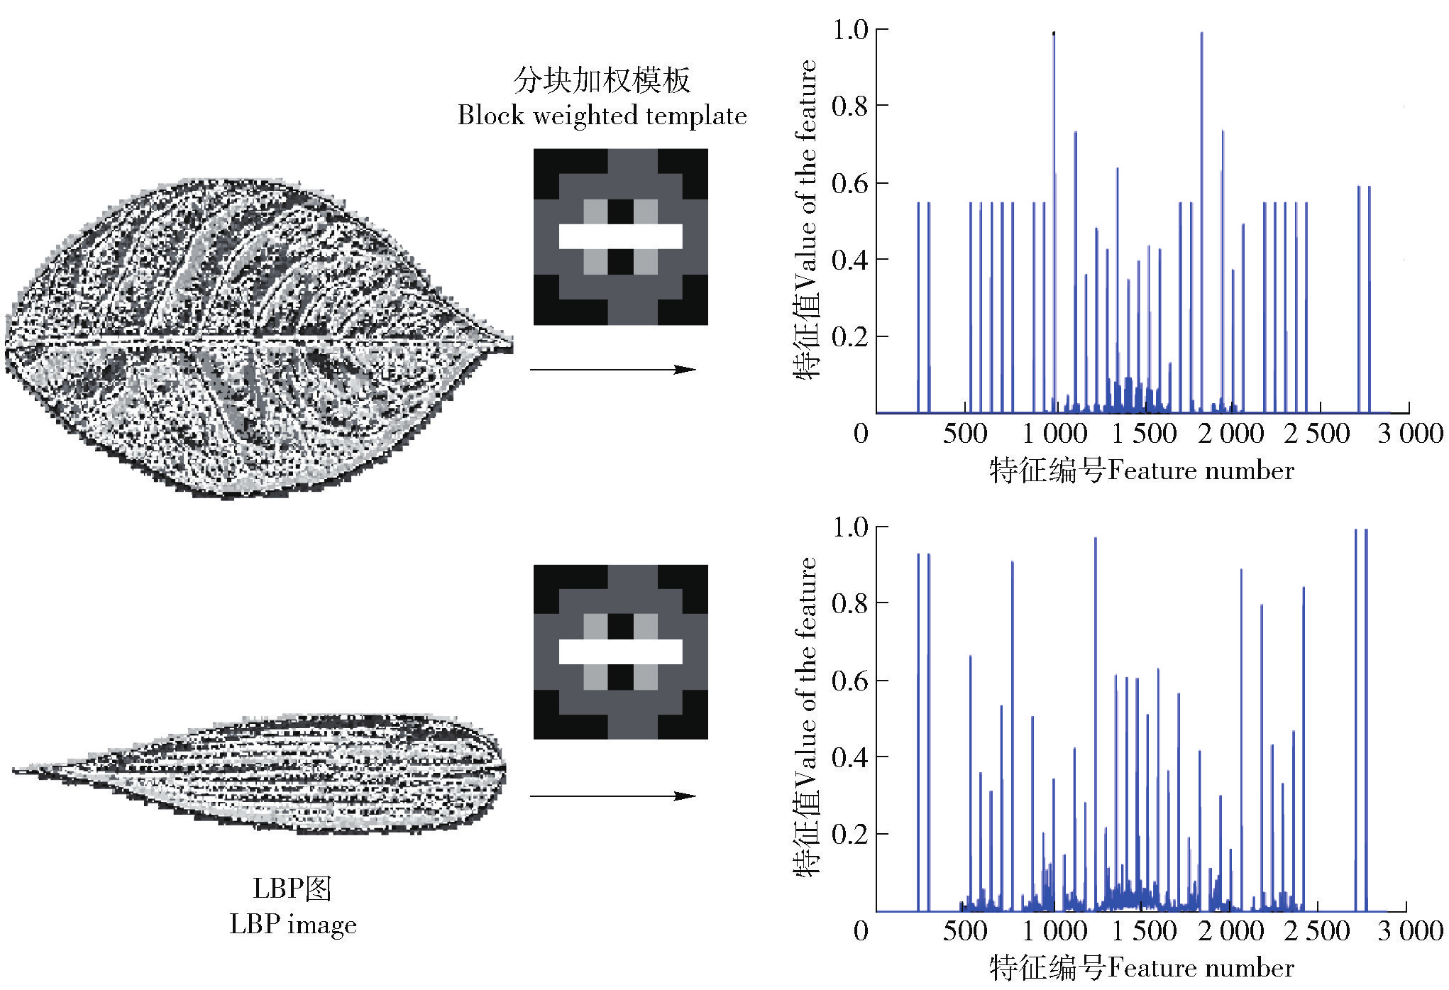 分块加权模板
Block weighted template
特征值Value of the feature
1.0
0.8
0.6
0.4
0.2
0 500 1 000 1 500 2 000 2 500 3 000
特征编号Feature number
特征值Value of the feature
1.0
0.8
0.6
0.4
0.2
0 500 1 000 1 500 2 000 2 500 3 000
特征编号Feature number
LBP图
LBP image